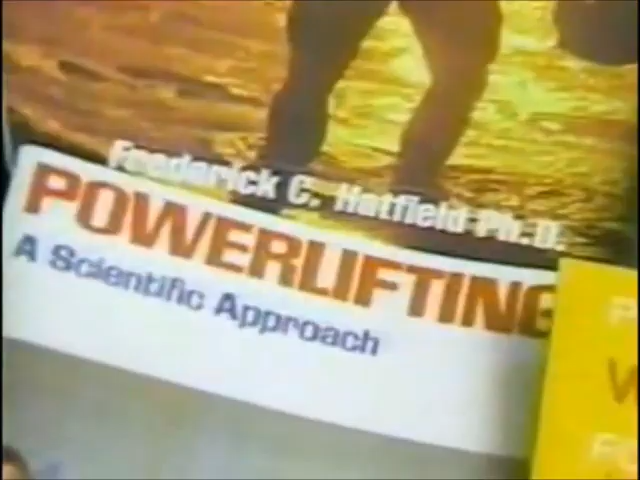 Frederick C. Hatfield Ph.D.
POWERLIFTING
A Scientific Approach